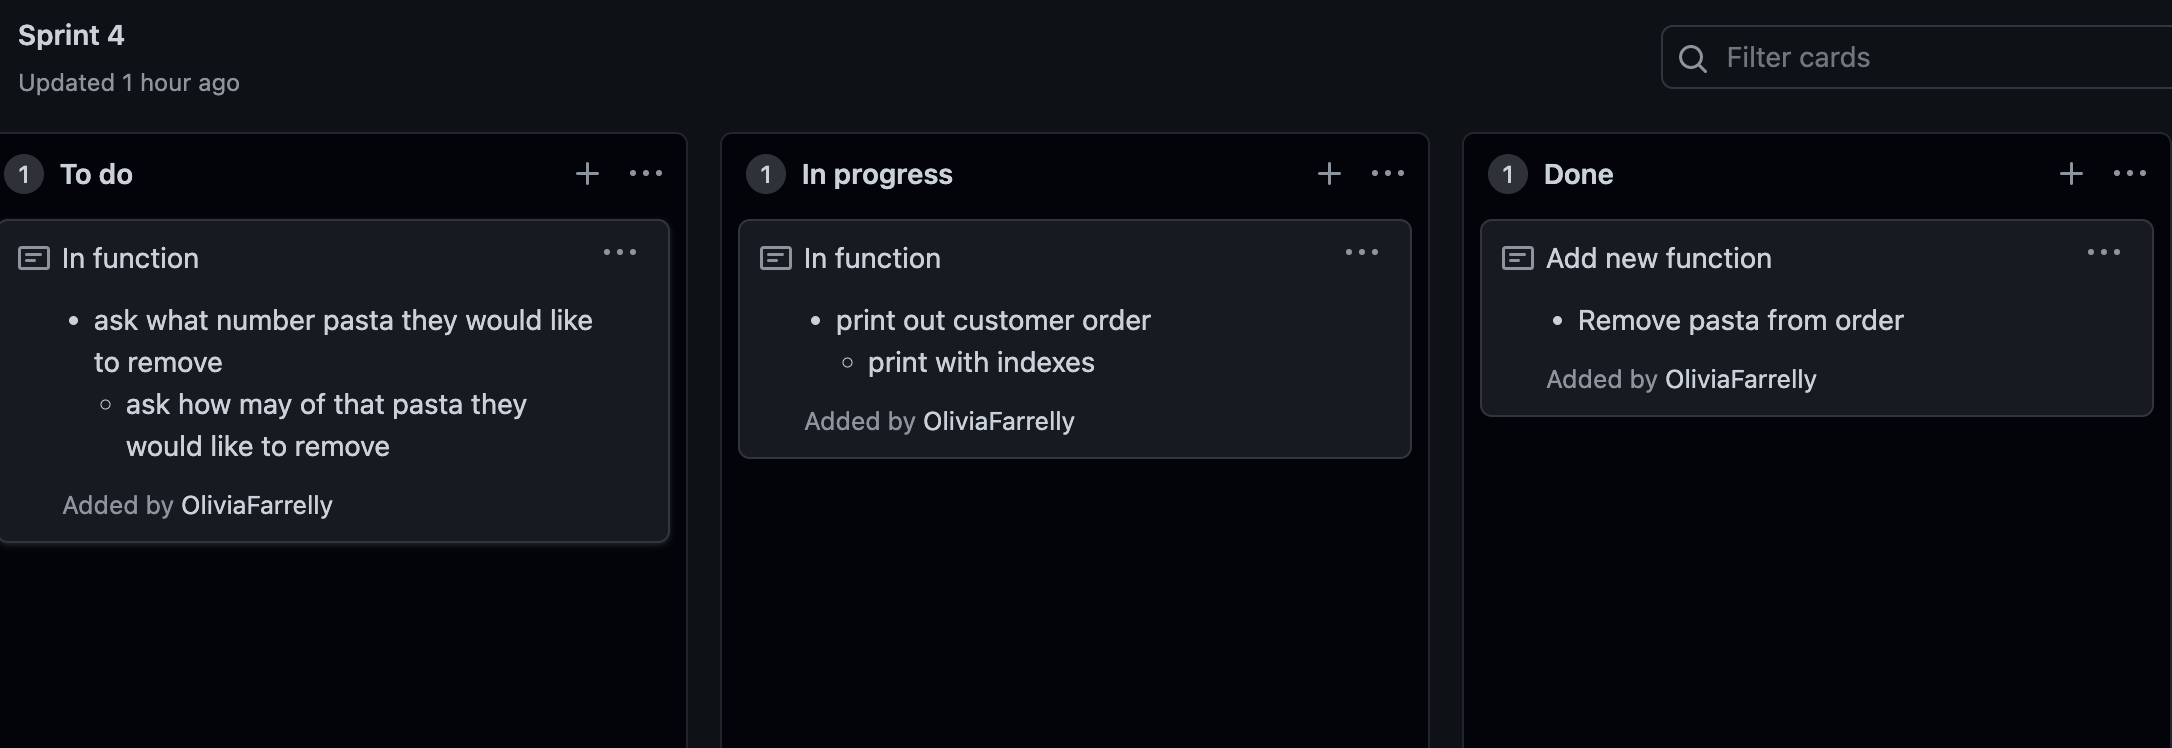 Sprint 4
Updated 1 hour ago
Filter cards
1 To do
In function
• ask what number pasta they would like
to remove
◦ ask how may of that pasta they
would like to remove
Added by OliviaFarrelly
1 In progress
In function
• print out customer order
◦ print with indexes
Added by OliviaFarrelly
1 Done
Add new function
• Remove pasta from order
Added by OliviaFarrelly